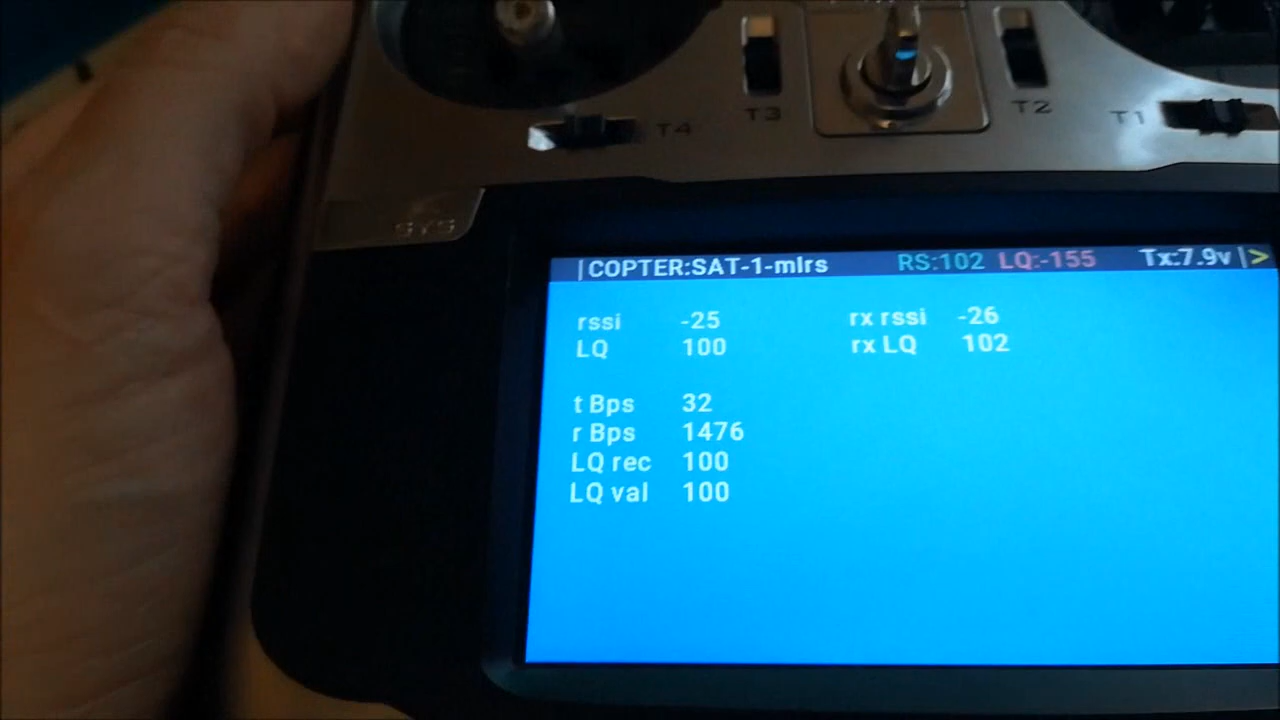 T4
T3
T2
T1
SYS
|COPTER:SAT-1-mlrs RS:102 LQ:-155 Tx:7.9v |>
rssi -25 rx rssi -26
LQ 100 rx LQ 102
t Bps 32
r Bps 1476
LQ rec 100
LQ val 100